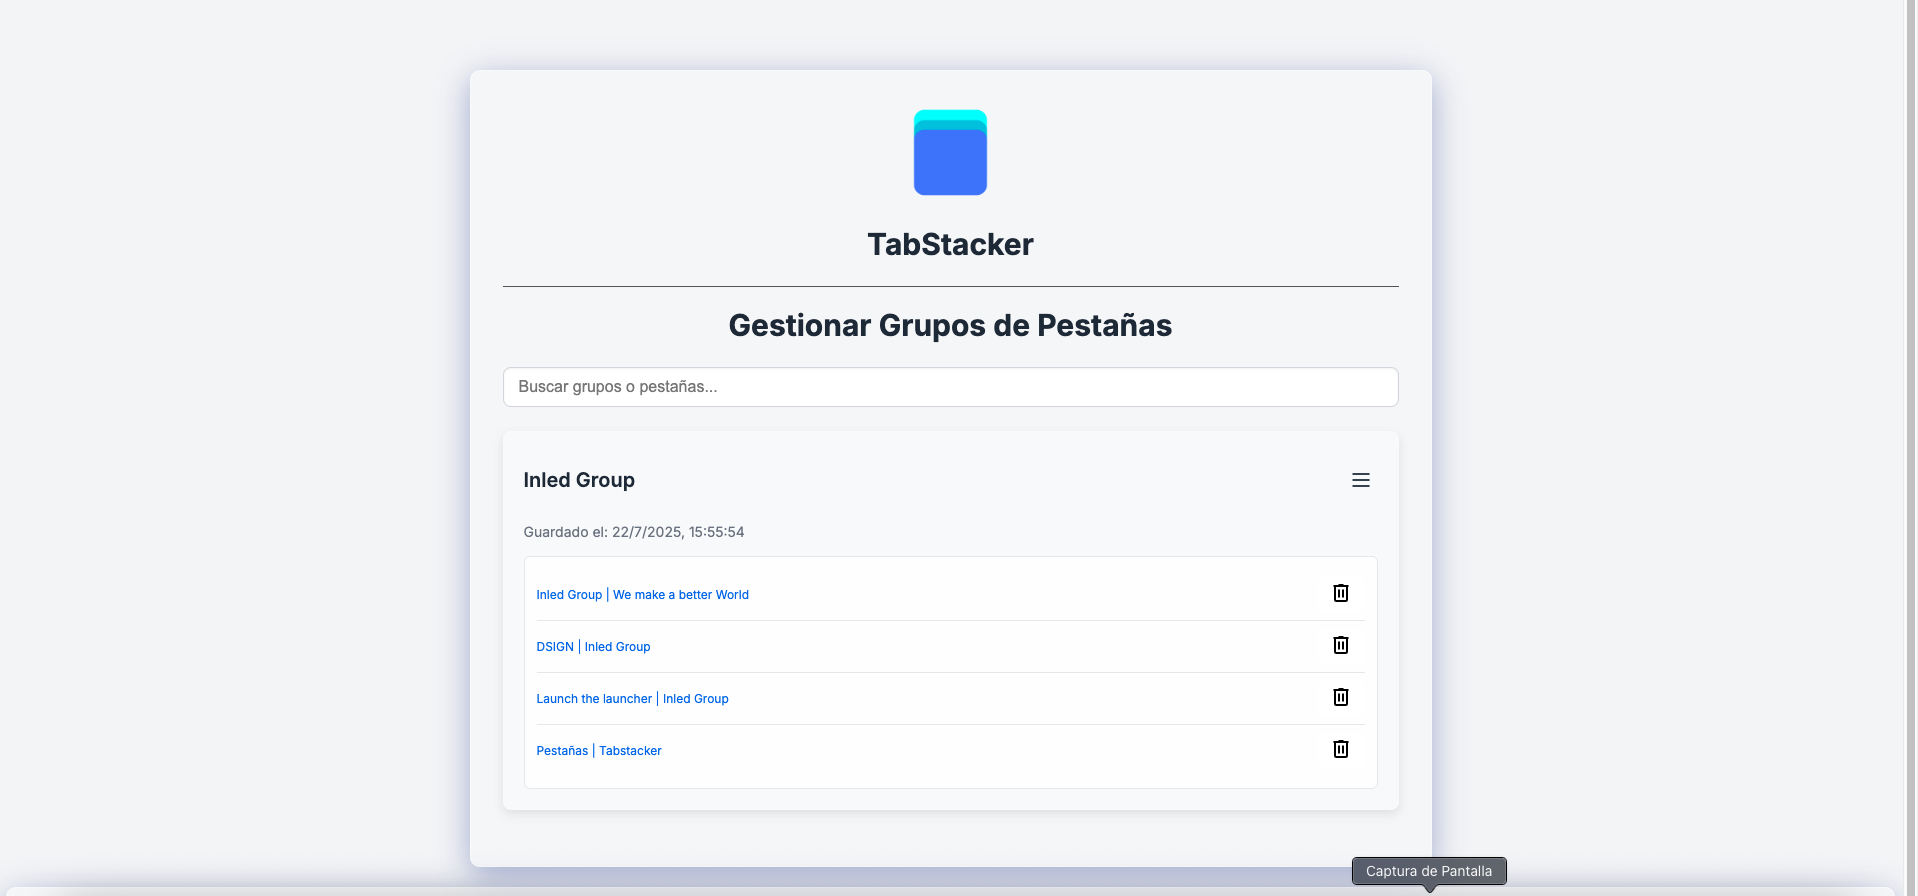 TabStacker
Gestionar Grupos de Pestañas
Buscar grupos o pestañas...
Inled Group
Guardado el: 22/7/2025, 15:55:54
Inled Group | We make a better World
DSIGN | Inled Group
Launch the launcher | Inled Group
Pestañas | Tabstacker
Captura de Pantalla